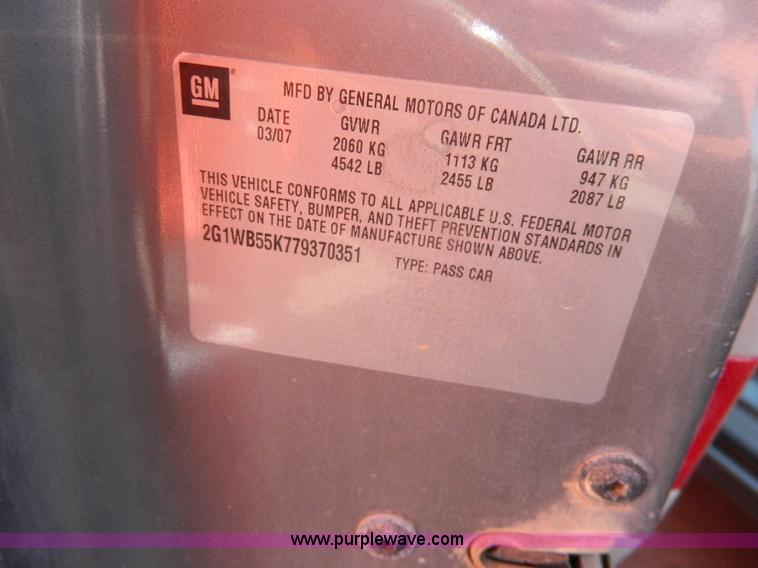 GM
MFD BY GENERAL MOTORS OF CANADA LTD.
DATE GVWR GAWR FRT GAWR RR
03/07 2060 KG 1113 KG 947 KG
4542 LB 2455 LB 2087 LB
THIS VEHICLE CONFORMS TO ALL APPLICABLE U.S. FEDERAL MOTOR
VEHICLE SAFETY, BUMPER, AND THEFT PREVENTION STANDARDS IN
EFFECT ON THE DATE OF MANUFACTURE SHOWN ABOVE.
2G1WB55K779370351 TYPE: PASS CAR
www.purplewave.com